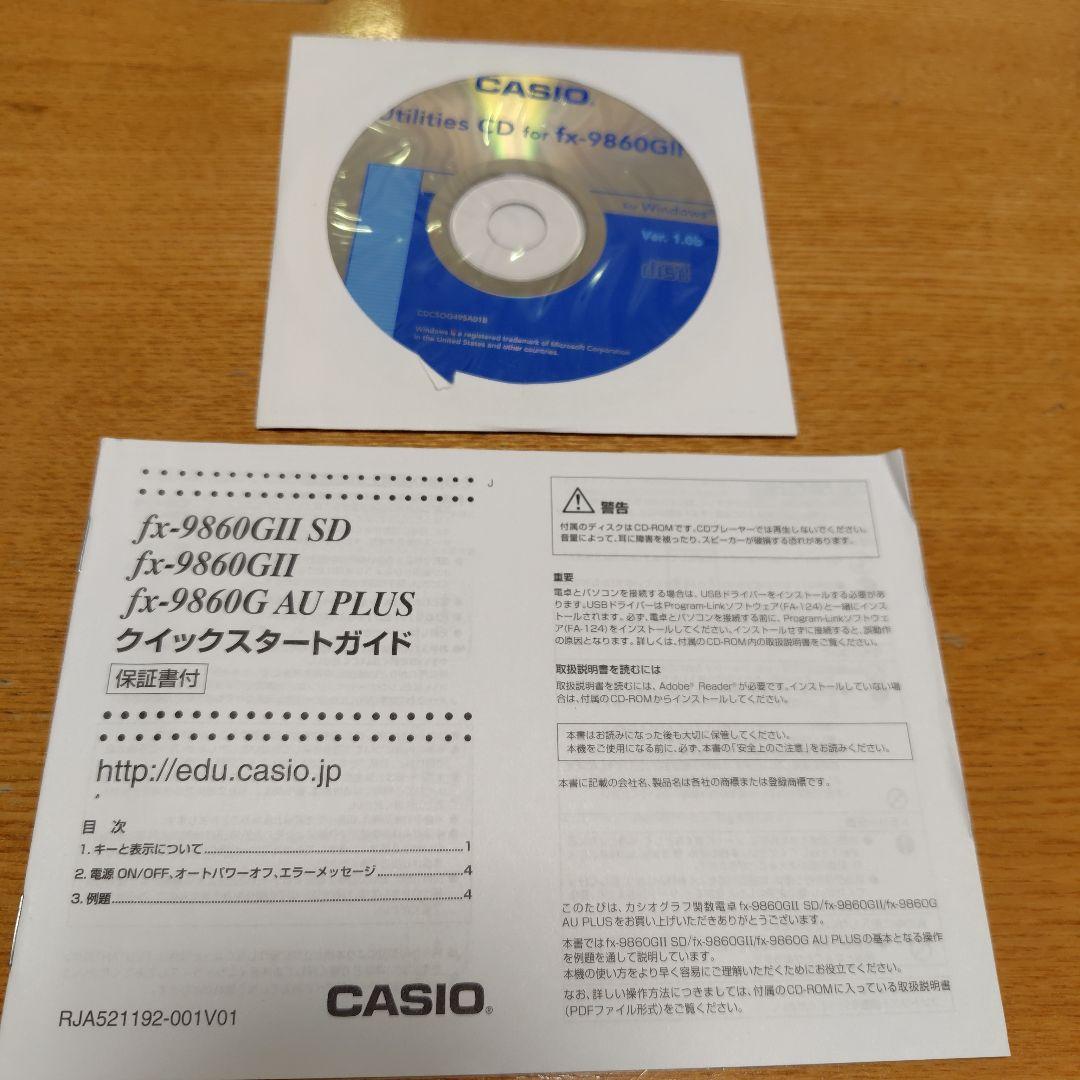 CASIO®
Utilities CD for fx-9860GII
for Windows®
Ver. 1.0b
disc
CDCSOG495A01B
Windows is a registered trademark of Microsoft Corporation
in the United States and other countries.
J
fx-9860GII SD
fx-9860GII
fx-9860G AU PLUS
クイックスタートガイド
保証書付
http://edu.casio.jp
目 次
1. キーと表示について 1
2. 電源 ON/OFF、オートパワーオフ、エラーメッセージ 4
3. 例題 4
CASIO®
RJA521192-001V01
警告
付属のディスクはCD-ROMです。CDプレーヤーでは再生しないでください。
音量によって、耳に障害を被ったり、スピーカーが破損する恐れがあります。
重要
電卓とパソコンを接続する場合は、USBドライバーをインストールする必要があ
ります。USBドライバーはProgram-Linkソフトウェア(FA-124)と一緒にインス
トールされます。必ず、電卓とパソコンを接続する前に、Program-Linkソフトウェ
ア(FA-124)をインストールしてください。インストールせずに接続すると、誤動作
の原因となります。詳しくは、付属のCD-ROM内の取扱説明書をご覧ください。
取扱説明書を読むには
取扱説明書を読むには、Adobe® Reader®が必要です。インストールしていない場
合は、付属のCD-ROMからインストールしてください。
本書はお読みになった後も大切に保管してください。
本機をご使用になる前に、必ず、本書の「安全上のご注意」をお読みください。
本書に記載の会社名、製品名は各社の商標または登録商標です。
このたびは、カシオグラフ関数電卓 fx-9860GII SD/fx-9860GII/fx-9860G
AU PLUSをお買い上げいただきありがとうございます。
本書ではfx-9860GII SD/fx-9860GII/fx-9860G AU PLUSの基本となる操作
を例題を通して説明しています。
本機の使い方をより早く容易にご理解いただくためにお役立てください。
なお、詳しい操作方法につきましては、付属のCD-ROMに入っている取扱説明書
(PDFファイル形式)をご覧ください。